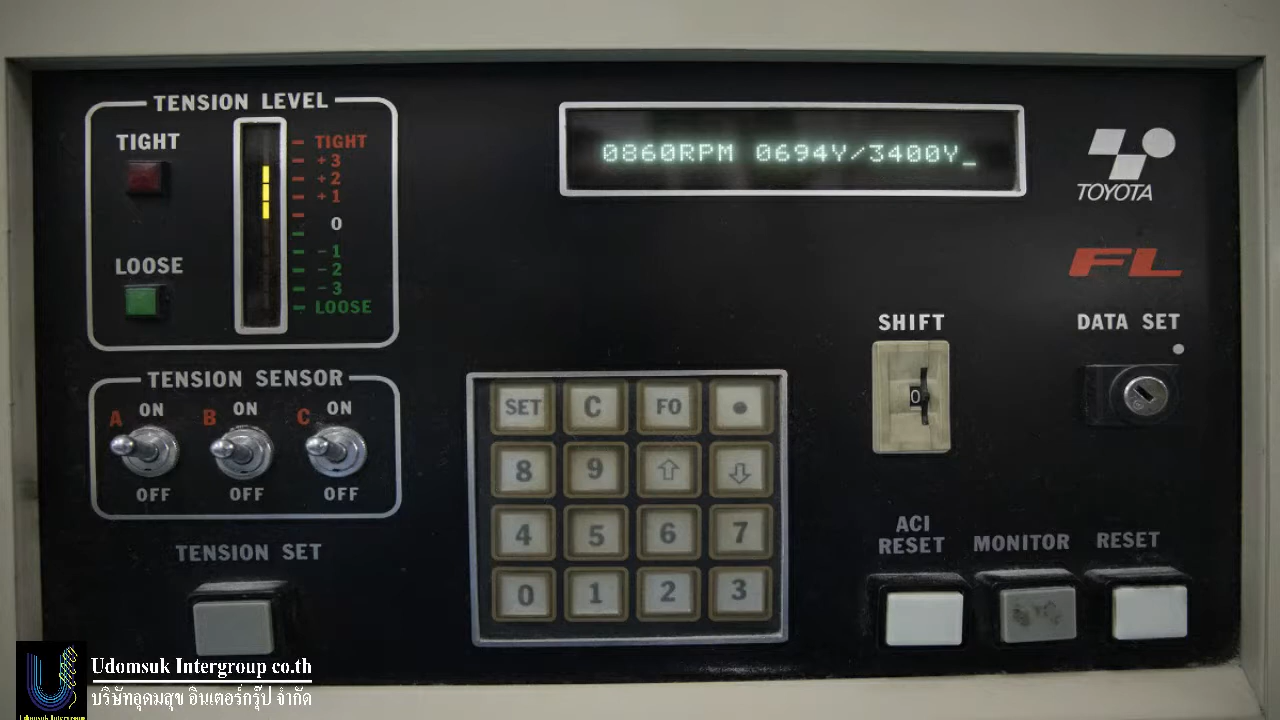 TENSION LEVEL
TIGHT
LOOSE
TIGHT
+3
+2
+1
0
-1
-2
-3
LOOSE
0860RPM 0694Y/3400Y_
TOYOTA
FL
TENSION SENSOR
A ON B ON C ON
OFF OFF OFF
TENSION SET
SET C F0 •
8 9 ⇧ ⇩
4 5 6 7
0 1 2 3
SHIFT
0
DATA SET
ACI RESET
MONITOR
RESET
Udomsuk Intergroup co.th
บริษัทอุดมสุข อินเตอร์กรุ๊ป จำกัด
Udomsuk Intergroup